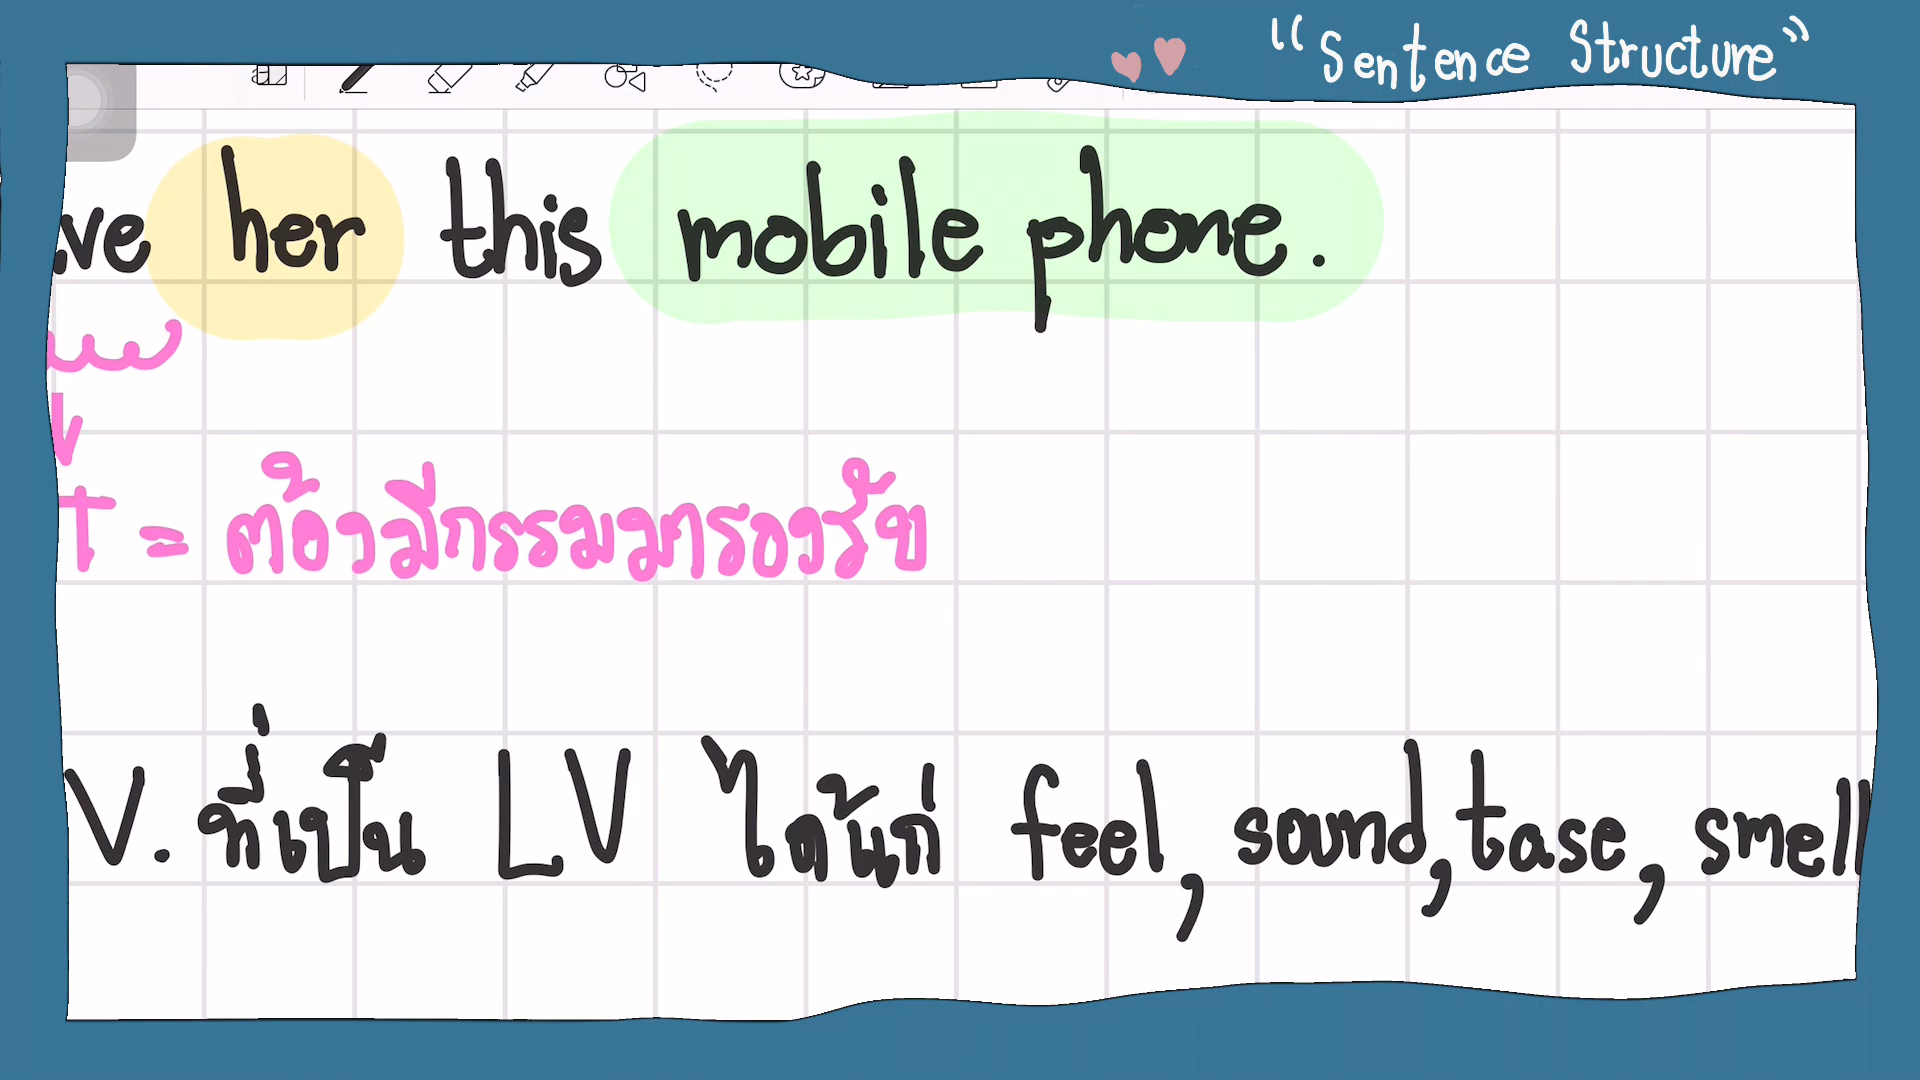 "Sentence Structure"
ve her this mobile phone.
T = ต้องมีกรรมมารองรับ
V. ที่เป็น LV ได้แก่ feel, sound, tase, smell